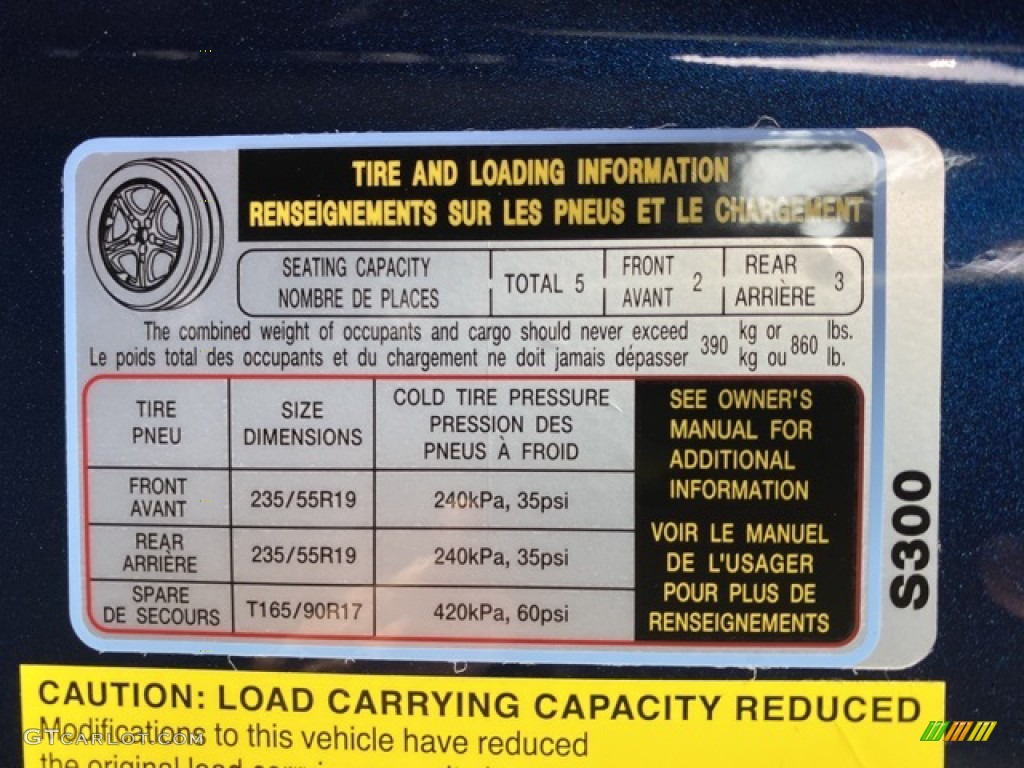 TIRE AND LOADING INFORMATION
RENSEIGNEMENTS SUR LES PNEUS ET LE CHARGEMENT
SEATING CAPACITY
NOMBRE DE PLACES
TOTAL 5
FRONT
AVANT
2
REAR
ARRIÈRE
3
The combined weight of occupants and cargo should never exceed
Le poids total des occupants et du chargement ne doit jamais dépasser
390
kg or
kg ou
860
lbs.
lb.
TIRE
PNEU
SIZE
DIMENSIONS
COLD TIRE PRESSURE
PRESSION DES
PNEUS À FROID
FRONT
AVANT
235/55R19
240kPa, 35psi
REAR
ARRIÈRE
235/55R19
240kPa, 35psi
SPARE
DE SECOURS
T165/90R17
420kPa, 60psi
SEE OWNER'S
MANUAL FOR
ADDITIONAL
INFORMATION
VOIR LE MANUEL
DE L'USAGER
POUR PLUS DE
RENSEIGNEMENTS
S300
CAUTION: LOAD CARRYING CAPACITY REDUCED
Modifications to this vehicle have reduced
the original load
GTCarLot.com